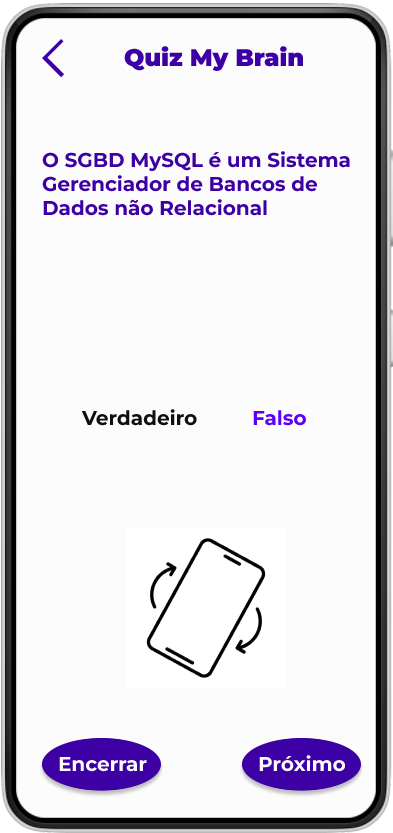 Quiz My Brain
O SGBD MySQL é um Sistema
Gerenciador de Bancos de
Dados não Relacional
Verdadeiro Falso
Encerrar Próximo